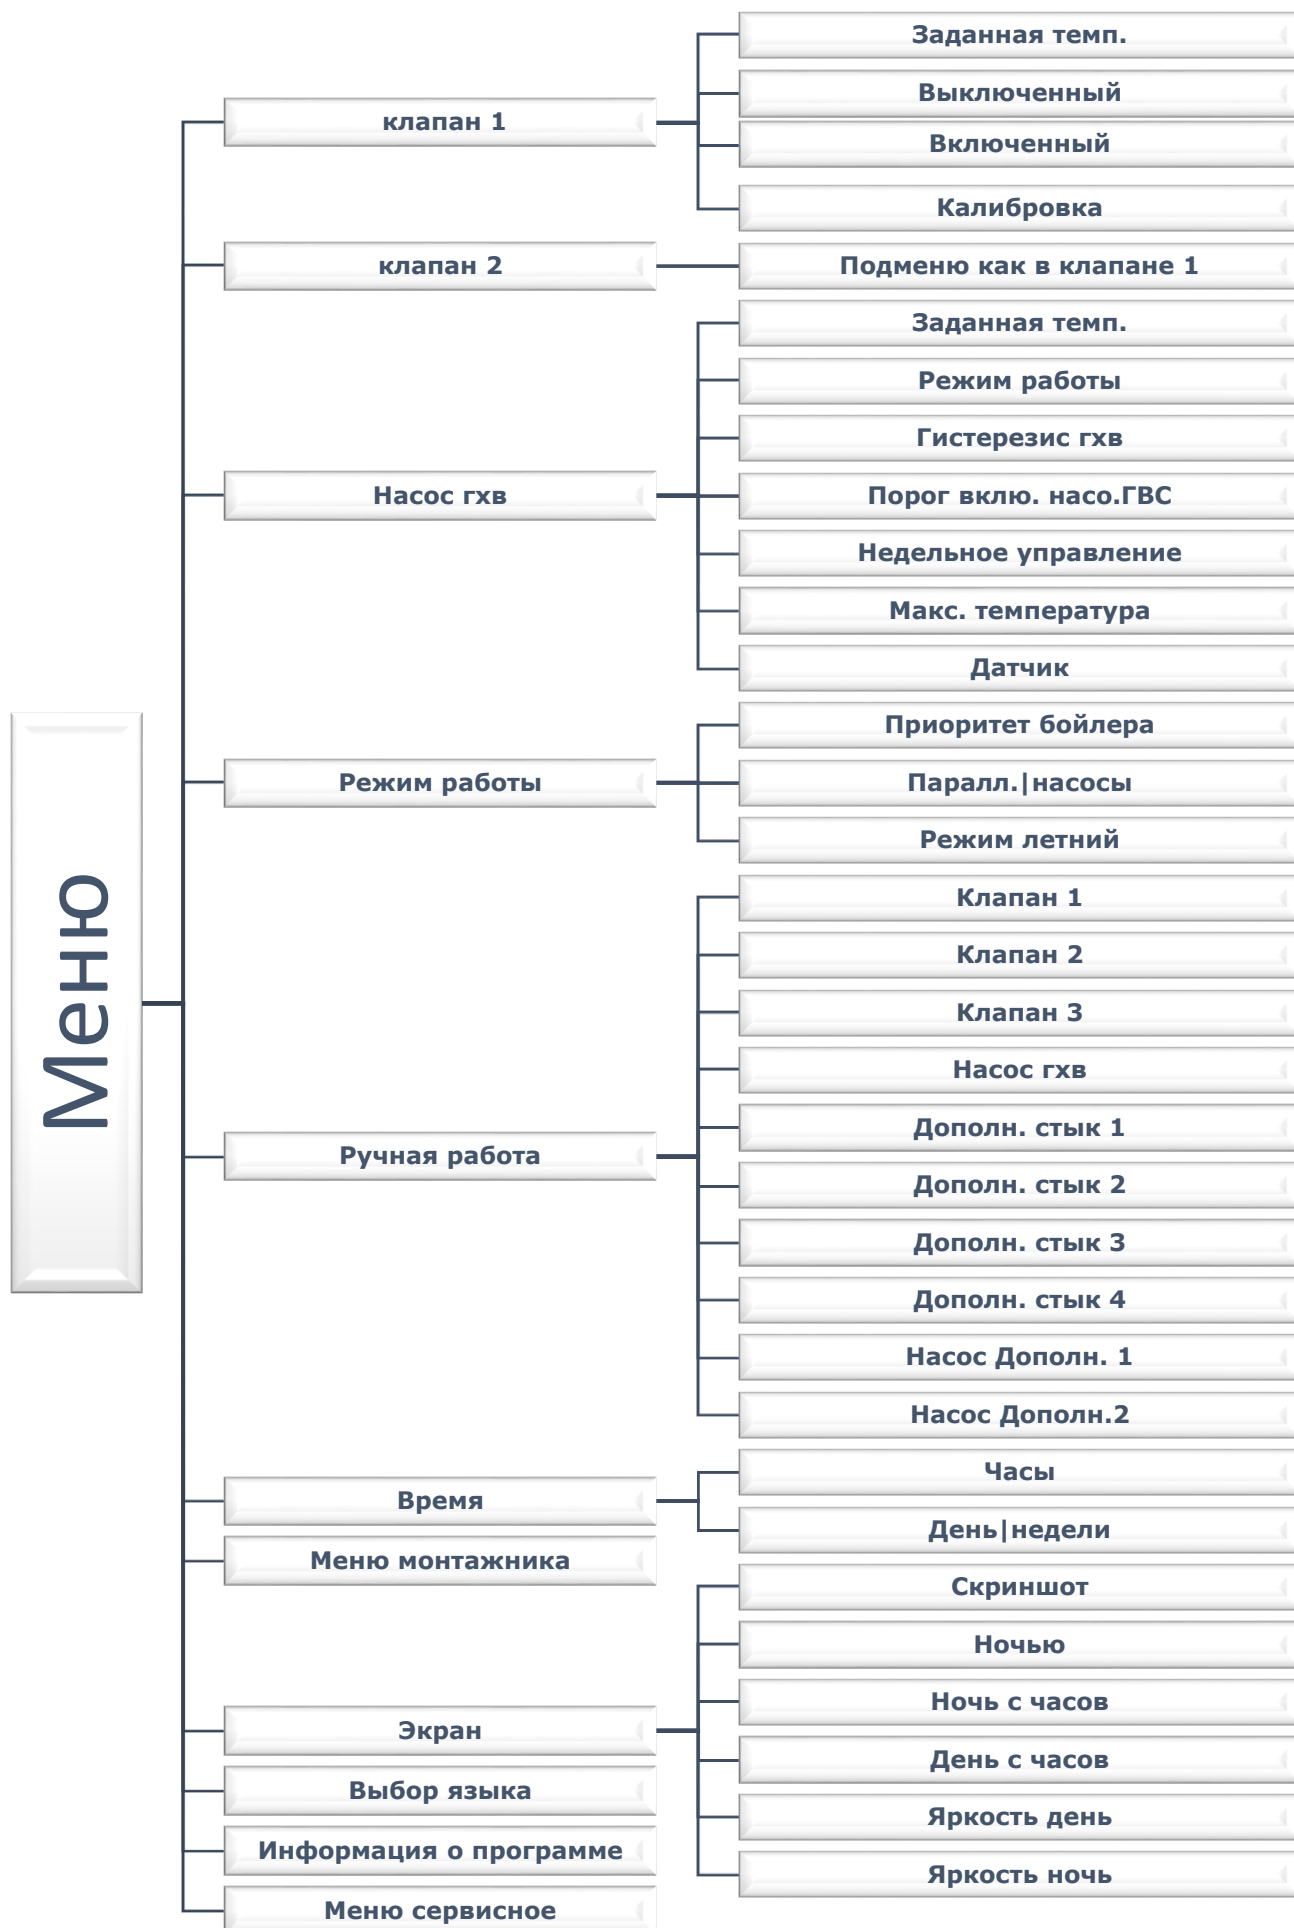 Меню
клапан 1
Заданная темп.
Выключенный
Включенный
Калибровка
клапан 2
Подменю как в клапане 1
Насос гхв
Заданная темп.
Режим работы
Гистерезис гхв
Порог вклю. насо.ГВС
Недельное управление
Макс. температура
Датчик
Режим работы
Приоритет бойлера
Паралл.|насосы
Режим летний
Ручная работа
Клапан 1
Клапан 2
Клапан 3
Насос гхв
Дополн. стык 1
Дополн. стык 2
Дополн. стык 3
Дополн. стык 4
Насос Дополн. 1
Насос Дополн.2
Время
Часы
День|недели
Меню монтажника
Экран
Скриншот
Ночью
Ночь с часов
День с часов
Яркость день
Яркость ночь
Выбор языка
Информация о программе
Меню сервисное